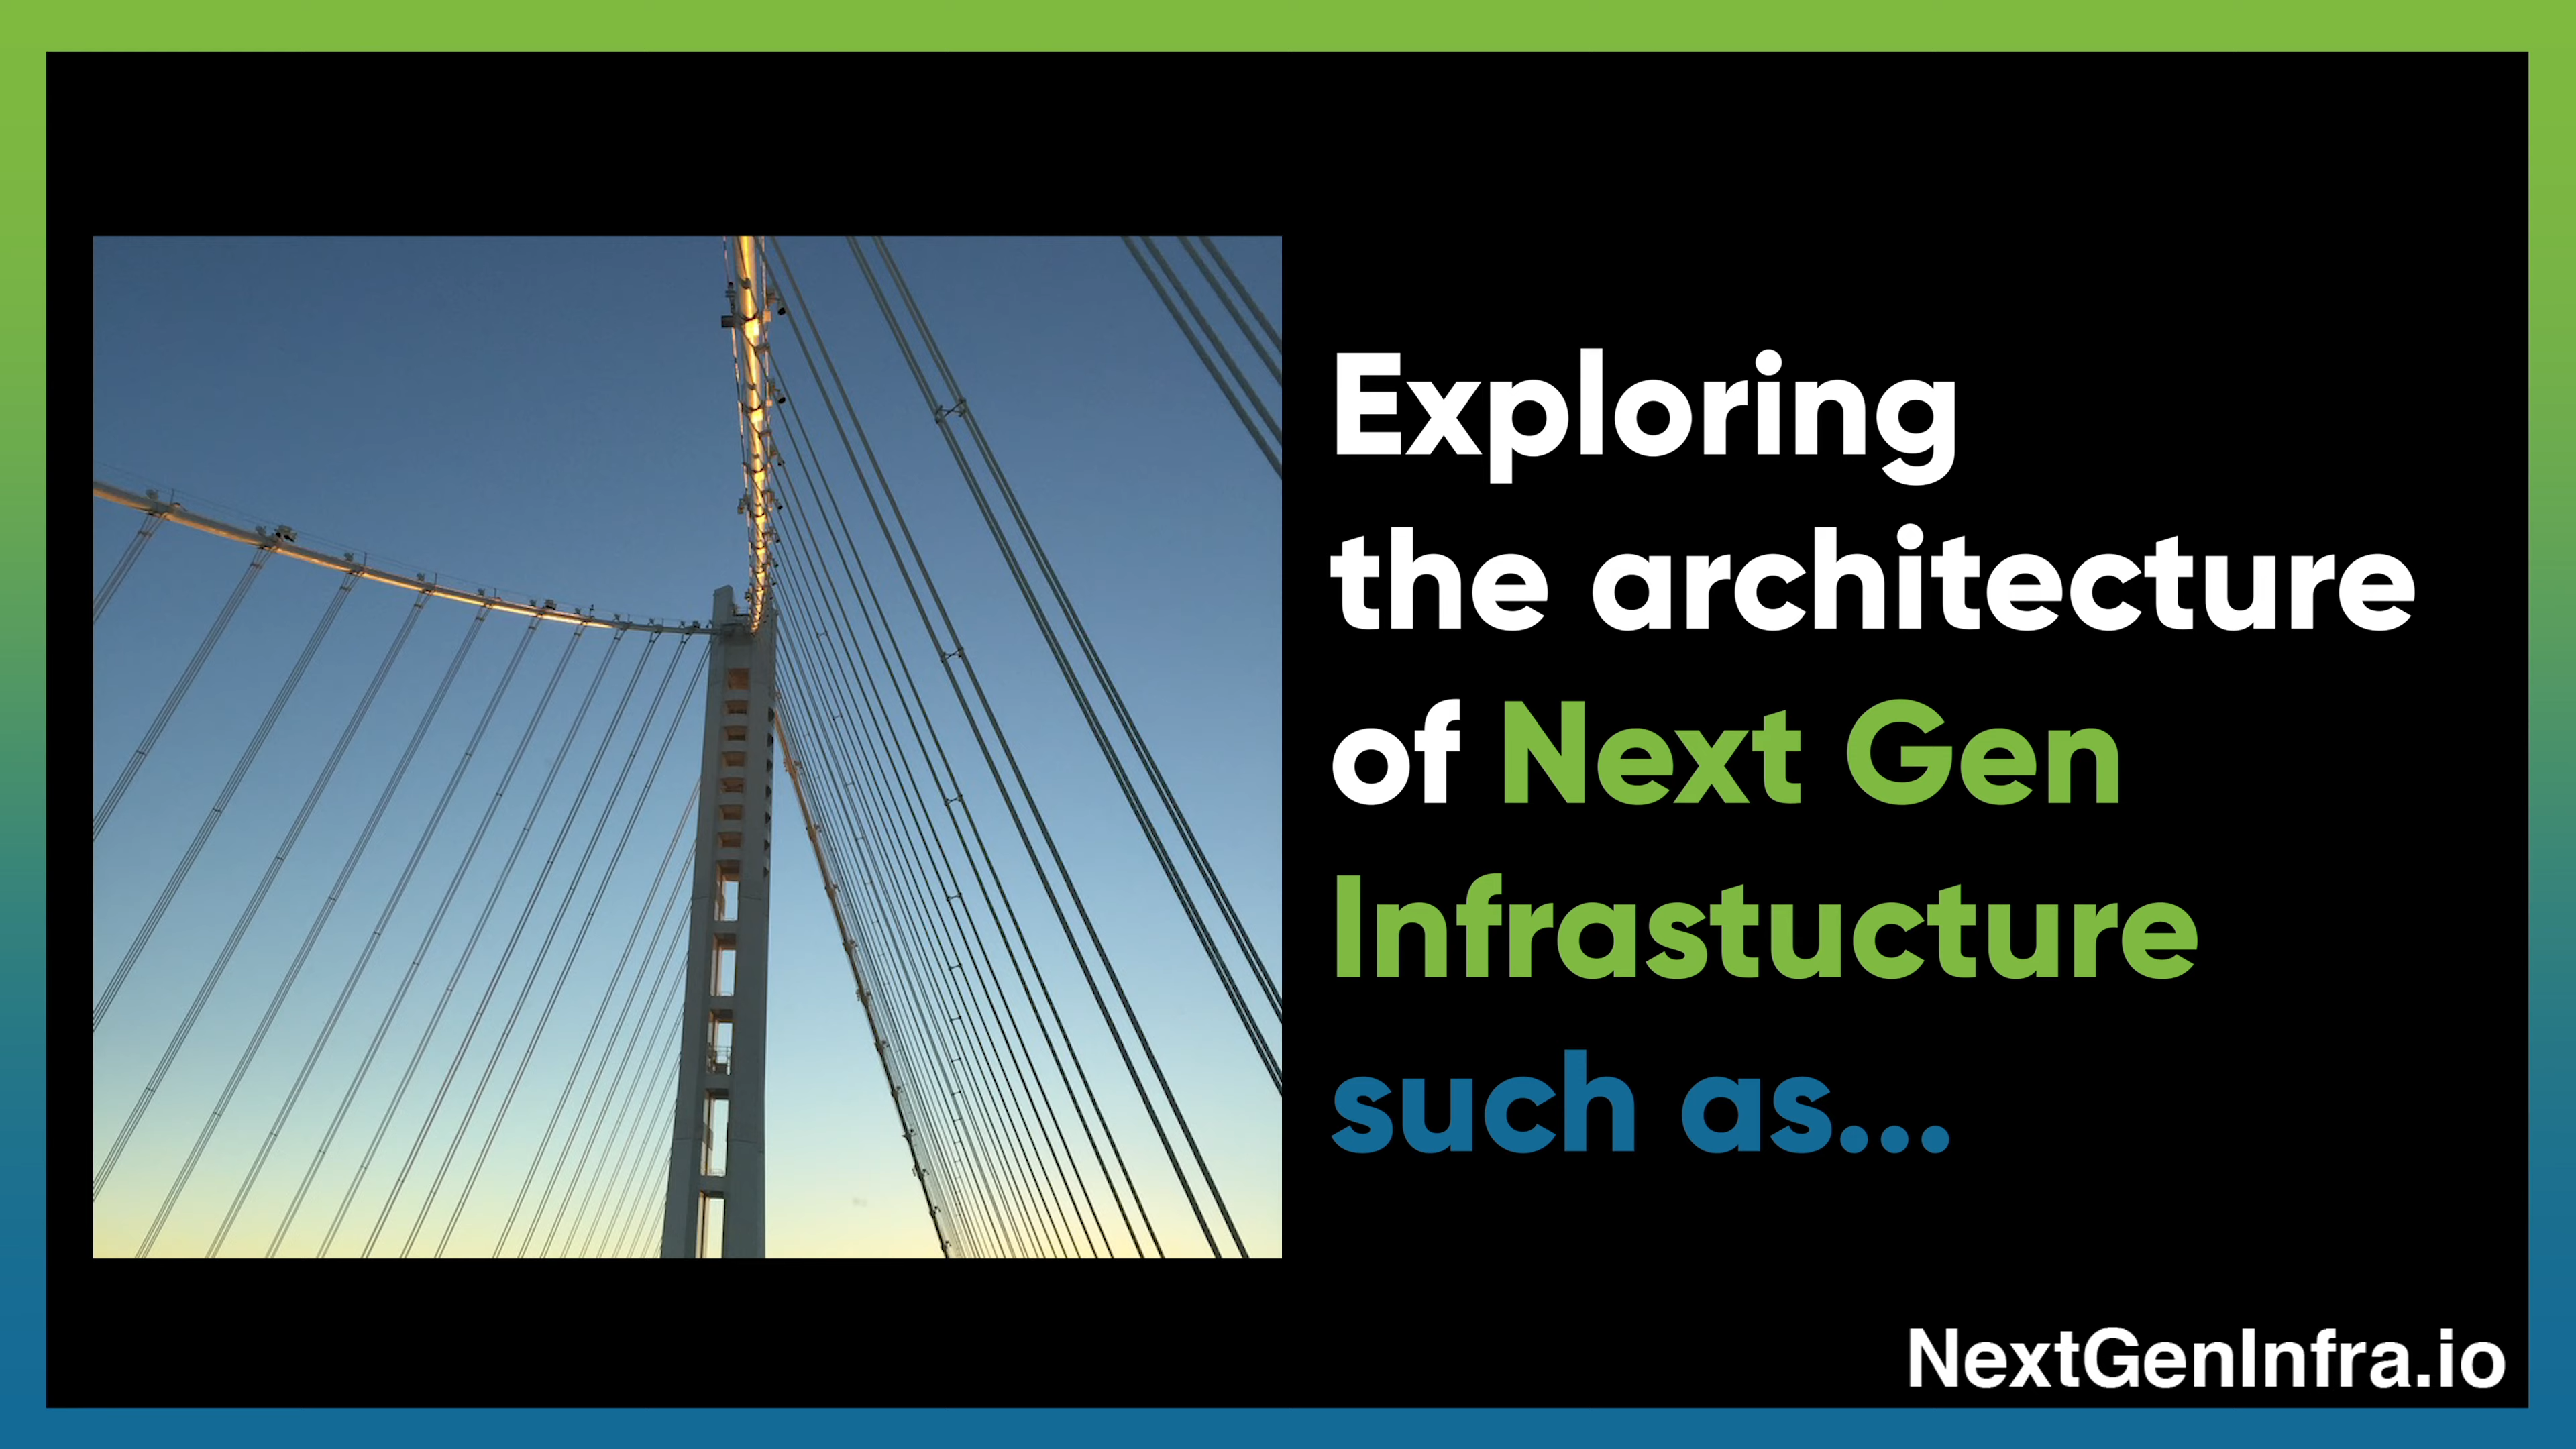 Exploring
the architecture
of Next Gen
Infrastucture
such as...
NextGenInfra.io